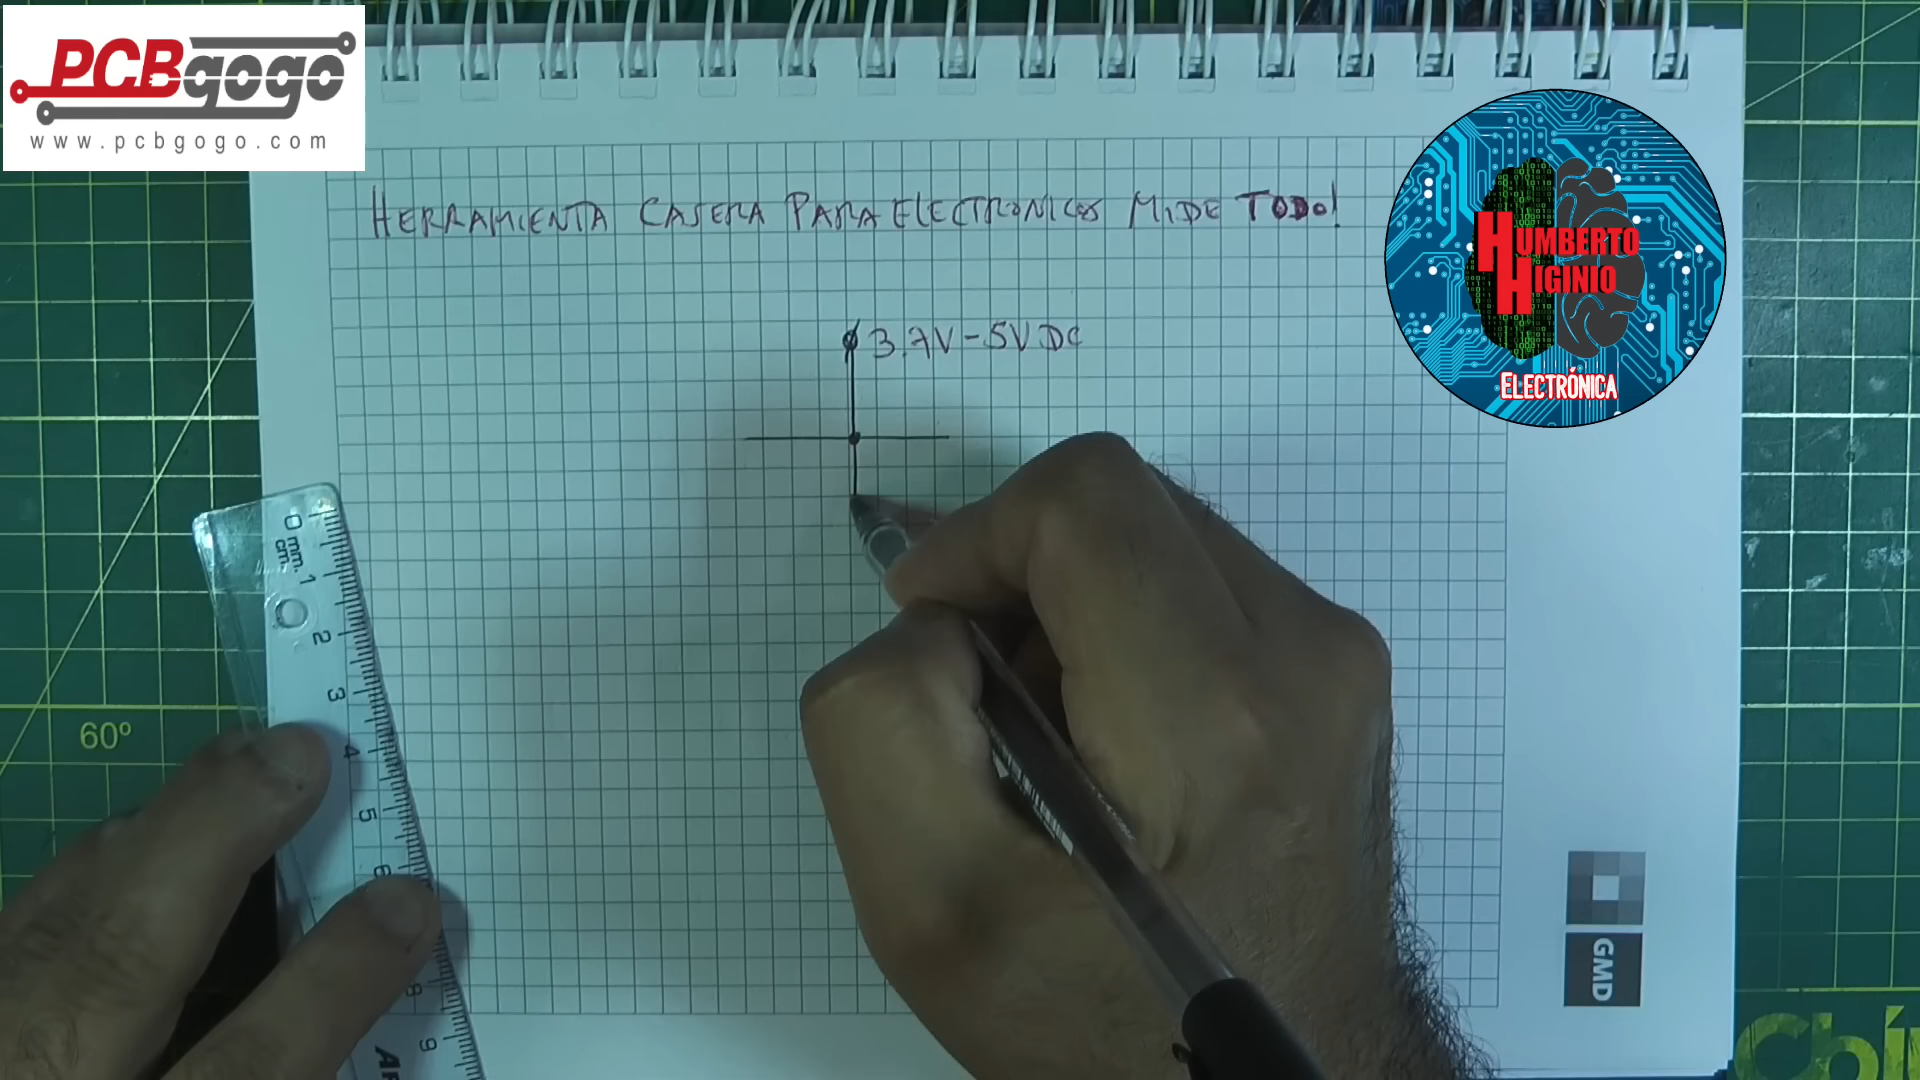 PCBgogo
www.pcbgogo.com
HERRAMIENTA CASERA PARA ELECTRONICOS MIDE TODO!
HUMBERTO
HIGINIO
ELECTRÓNICA
3.7V-5V DC
0 mm.
cm.
1
2
3
4
5
6
8
9
60º
GMD